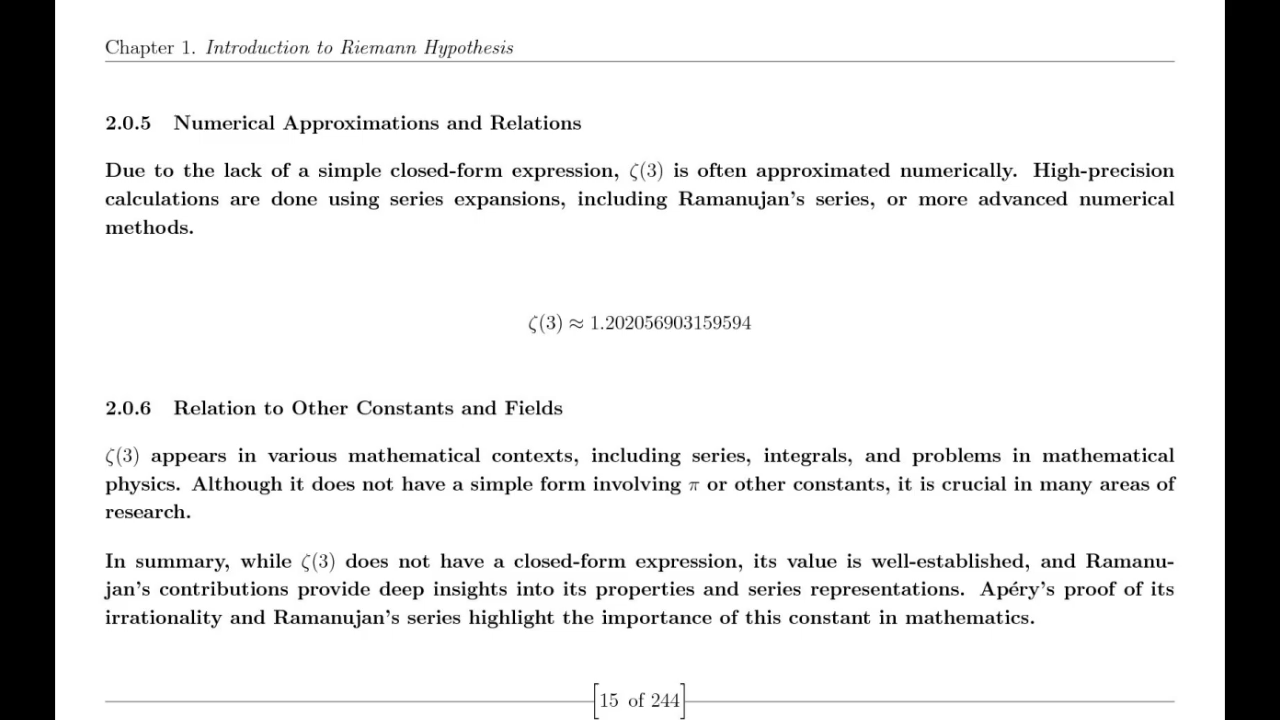 Chapter 1. Introduction to Riemann Hypothesis
2.0.5 Numerical Approximations and Relations
Due to the lack of a simple closed-form expression, ζ(3) is often approximated numerically. High-precision
calculations are done using series expansions, including Ramanujan's series, or more advanced numerical
methods.
ζ(3) ≈ 1.202056903159594
2.0.6 Relation to Other Constants and Fields
ζ(3) appears in various mathematical contexts, including series, integrals, and problems in mathematical
physics. Although it does not have a simple form involving π or other constants, it is crucial in many areas of
research.
In summary, while ζ(3) does not have a closed-form expression, its value is well-established, and Ramanu-
jan's contributions provide deep insights into its properties and series representations. Apéry's proof of its
irrationality and Ramanujan's series highlight the importance of this constant in mathematics.
[15 of 244]